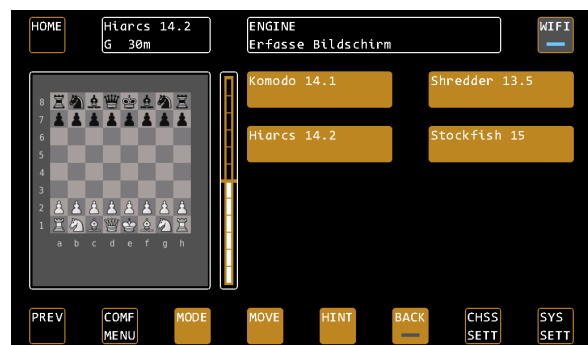 HOME
Hiarcs 14.2
G 30m
ENGINE
Erfasse Bildschirm
WIFI
Komodo 14.1
Shredder 13.5
Hiarcs 14.2
Stockfish 15
8
7
6
5
4
3
2
1
a b c d e f g h
PREV
COMF
MENU
MODE
MOVE
HINT
BACK
CHSS
SETT
SYS
SETT